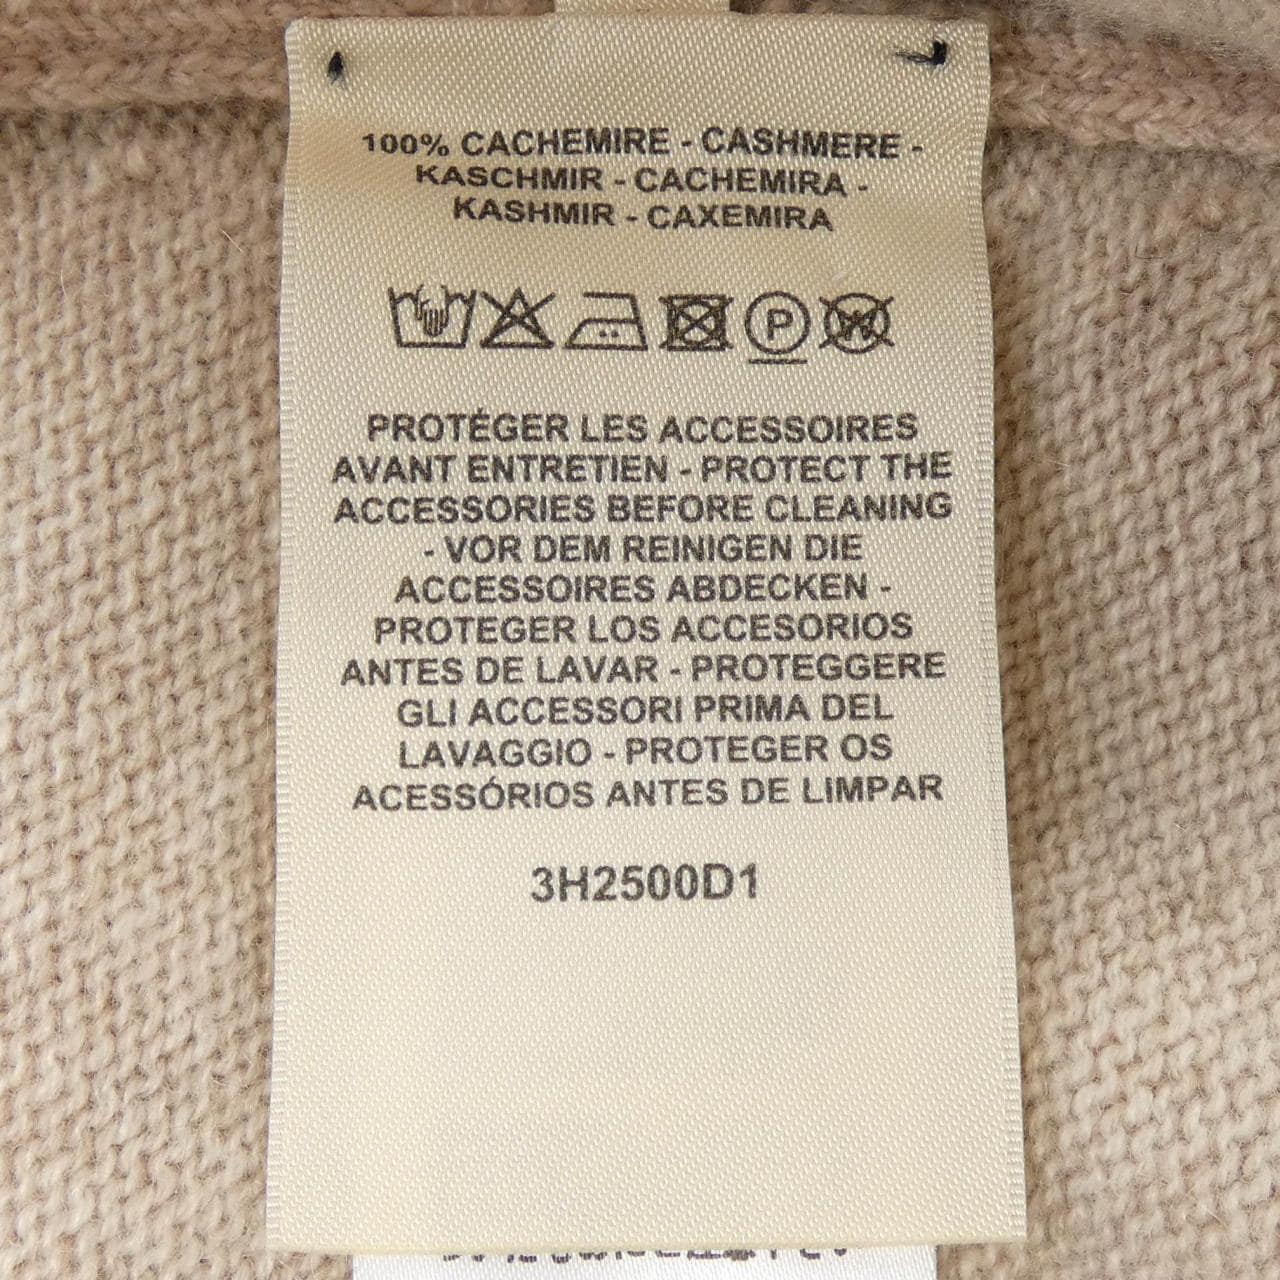 100% CACHEMIRE - CASHMERE -
KASCHMIR - CACHEMIRA -
KASHMIR - CAXEMIRA
P W
PROTÉGER LES ACCESSOIRES
AVANT ENTRETIEN - PROTECT THE
ACCESSORIES BEFORE CLEANING
- VOR DEM REINIGEN DIE
ACCESSOIRES ABDECKEN -
PROTEGER LOS ACCESORIOS
ANTES DE LAVAR - PROTEGGERE
GLI ACCESSORI PRIMA DEL
LAVAGGIO - PROTEGER OS
ACESSÓRIOS ANTES DE LIMPAR
3H2500D1